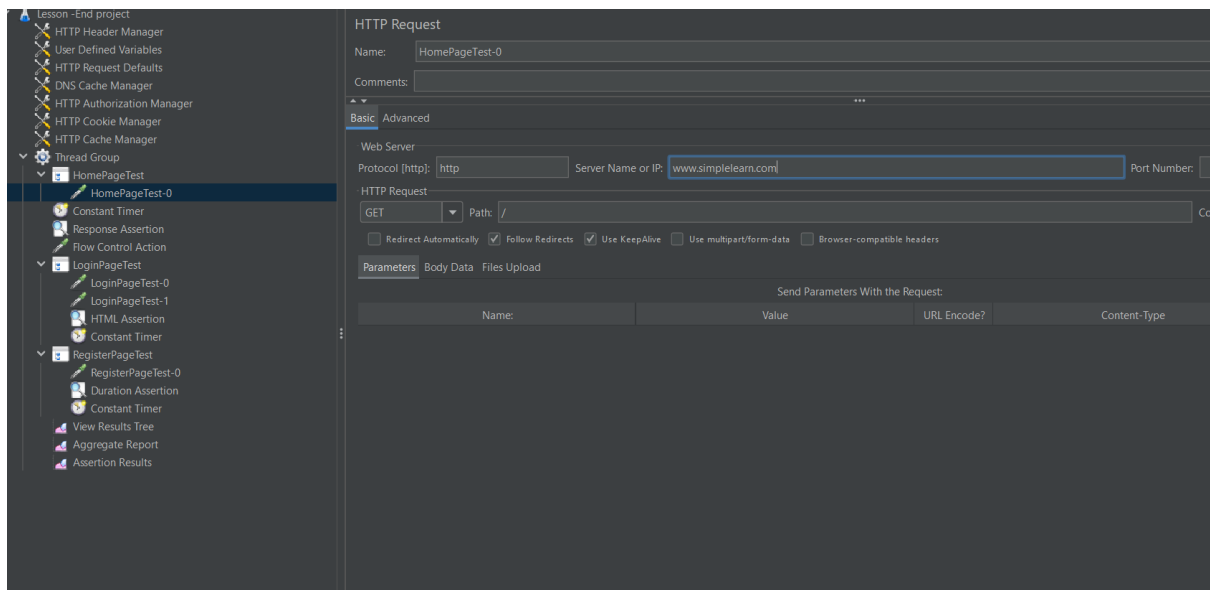 Lesson -End project
HTTP Header Manager
User Defined Variables
HTTP Request Defaults
DNS Cache Manager
HTTP Authorization Manager
HTTP Cookie Manager
HTTP Cache Manager
Thread Group
HomePageTest
HomePageTest-0
Constant Timer
Response Assertion
Flow Control Action
LoginPageTest
LoginPageTest-0
LoginPageTest-1
HTML Assertion
Constant Timer
RegisterPageTest
RegisterPageTest-0
Duration Assertion
Constant Timer
View Results Tree
Aggregate Report
Assertion Results
HTTP Request
Name: HomePageTest-0
Comments:
Basic Advanced
Web Server
Protocol [http]: http Server Name or IP: www.simplelearn.com Port Number:
HTTP Request
GET Path: / Co
Redirect Automatically Follow Redirects Use KeepAlive Use multipart/form-data Browser-compatible headers
Parameters Body Data Files Upload
Send Parameters With the Request:
Name: Value URL Encode? Content-Type